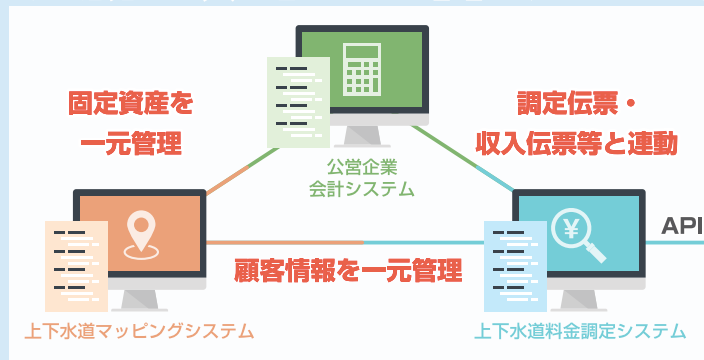 固定資産を
一元管理
調定伝票・
収入伝票等と連動
公営企業
会計システム
API
顧客情報を一元管理
¥
上下水道マッピングシステム
上下水道料金調定システム